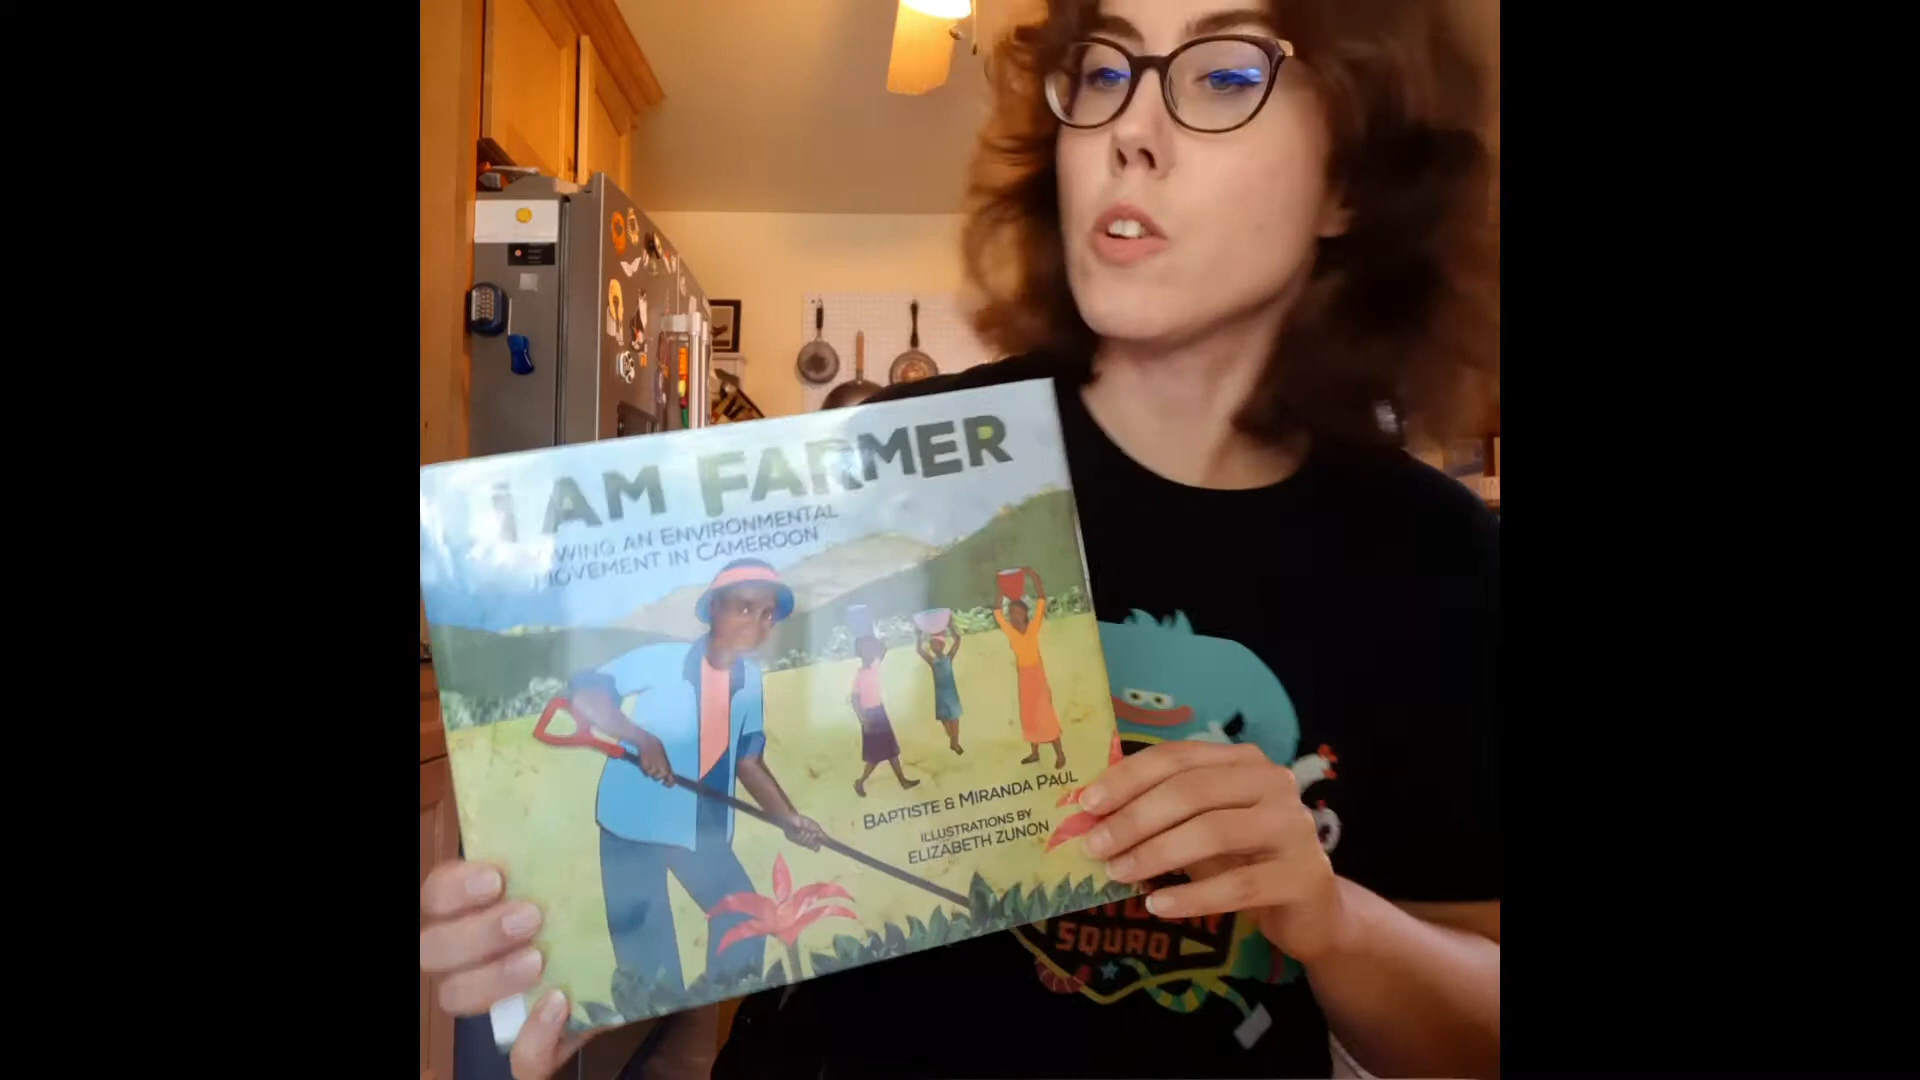 I AM FARMER
WING AN ENVIRONMENTAL
MOVEMENT IN CAMEROON
BAPTISTE & MIRANDA PAUL
ILLUSTRATIONS BY
ELIZABETH ZUNON
SQUAD